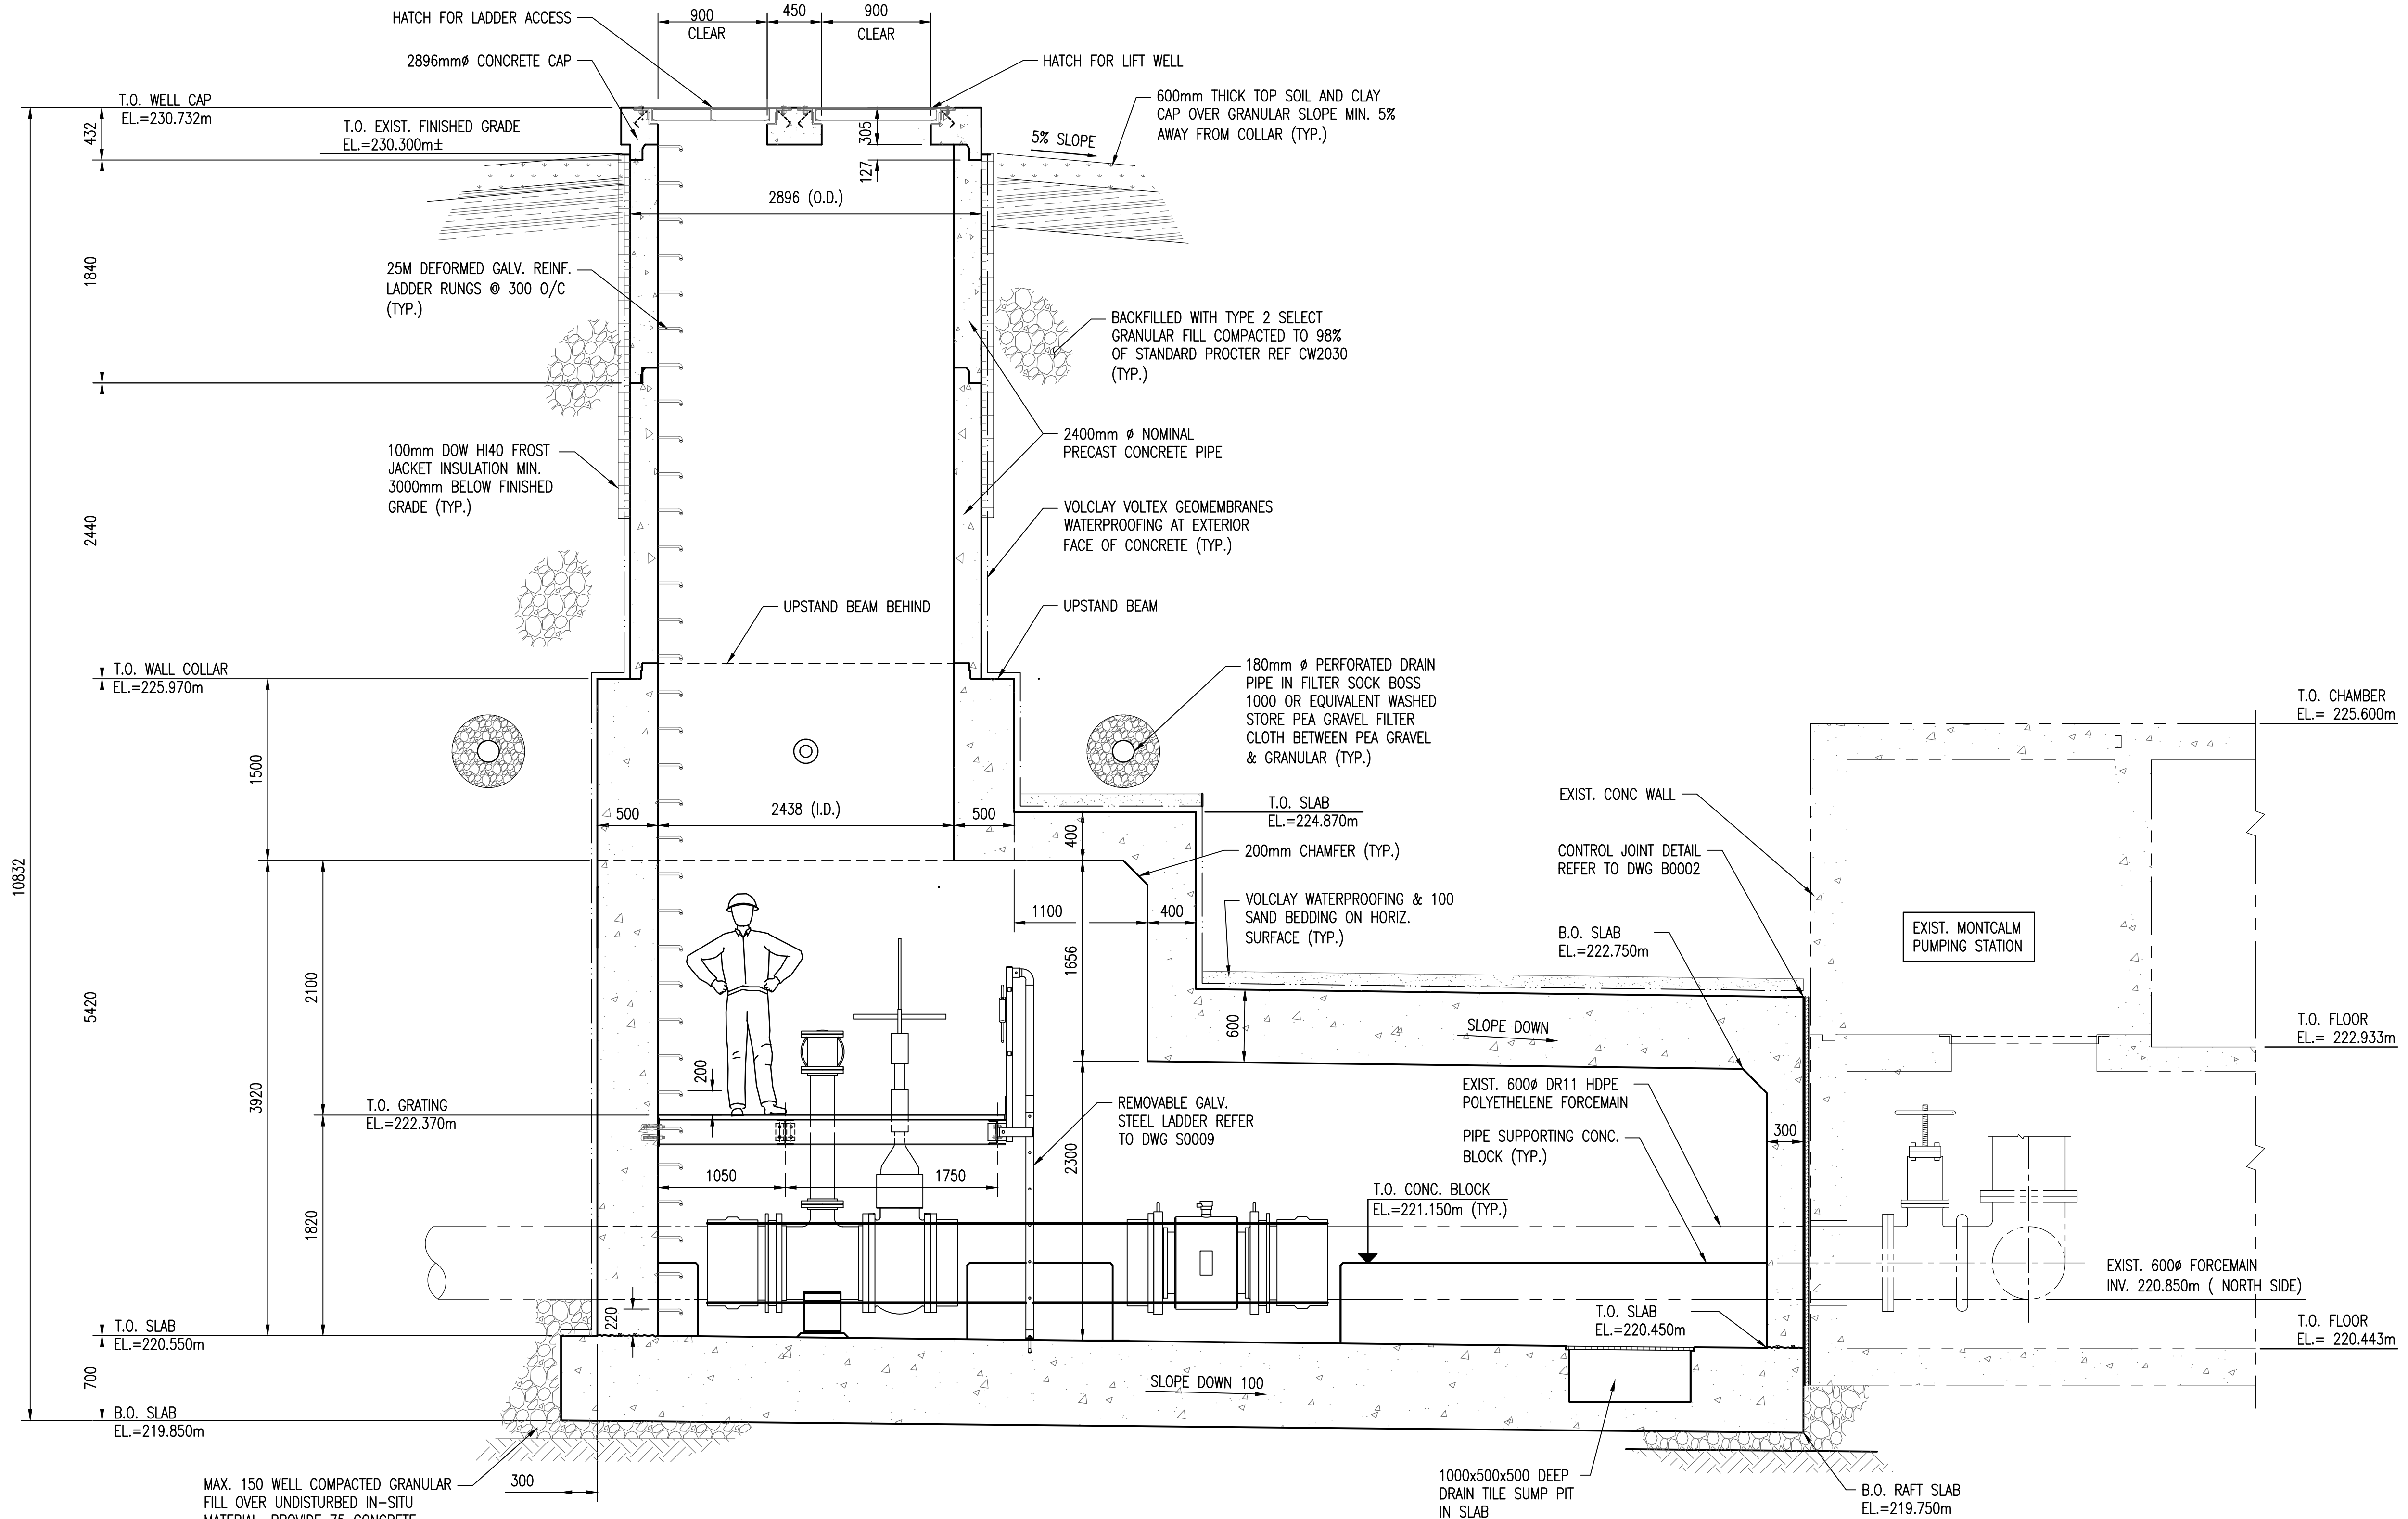 HATCH FOR LADDER ACCESS
2896mmø CONCRETE CAP
900
CLEAR
450
900
CLEAR
HATCH FOR LIFT WELL
600mm THICK TOP SOIL AND CLAY
CAP OVER GRANULAR SLOPE MIN. 5%
AWAY FROM COLLAR (TYP.)
5% SLOPE
T.O. WELL CAP
EL.=230.732m
T.O. EXIST. FINISHED GRADE
EL.=230.300m±
432
305
127
2896 (O.D.)
1840
25M DEFORMED GALV. REINF.
LADDER RUNGS @ 300 O/C
(TYP.)
BACKFILLED WITH TYPE 2 SELECT
GRANULAR FILL COMPACTED TO 98%
OF STANDARD PROCTER REF CW2030
(TYP.)
2400mm ø NOMINAL
PRECAST CONCRETE PIPE
100mm DOW HI40 FROST
JACKET INSULATION MIN.
3000mm BELOW FINISHED
GRADE (TYP.)
2440
VOLCLAY VOLTEX GEOMEMBRANES
WATERPROOFING AT EXTERIOR
FACE OF CONCRETE (TYP.)
UPSTAND BEAM BEHIND
UPSTAND BEAM
T.O. WALL COLLAR
EL.=225.970m
180mm ø PERFORATED DRAIN
PIPE IN FILTER SOCK BOSS
1000 OR EQUIVALENT WASHED
STORE PEA GRAVEL FILTER
CLOTH BETWEEN PEA GRAVEL
& GRANULAR (TYP.)
T.O. CHAMBER
EL.= 225.600m
1500
500
2438 (I.D.)
500
T.O. SLAB
EL.=224.870m
400
200mm CHAMFER (TYP.)
EXIST. CONC WALL
CONTROL JOINT DETAIL
REFER TO DWG B0002
10832
VOLCLAY WATERPROOFING & 100
SAND BEDDING ON HORIZ.
SURFACE (TYP.)
1100
400
1656
B.O. SLAB
EL.=222.750m
EXIST. MONTCALM
PUMPING STATION
5420
2100
3920
600
SLOPE DOWN
T.O. FLOOR
EL.= 222.933m
200
T.O. GRATING
EL.=222.370m
REMOVABLE GALV.
STEEL LADDER REFER
TO DWG S0009
EXIST. 600ø DR11 HDPE
POLYETHELENE FORCEMAIN
PIPE SUPPORTING CONC.
BLOCK (TYP.)
300
2300
1050
1750
T.O. CONC. BLOCK
EL.=221.150m (TYP.)
1820
EXIST. 600ø FORCEMAIN
INV. 220.850m ( NORTH SIDE)
220
T.O. SLAB
EL.=220.450m
T.O. SLAB
EL.=220.550m
T.O. FLOOR
EL.= 220.443m
700
SLOPE DOWN 100
B.O. SLAB
EL.=219.850m
MAX. 150 WELL COMPACTED GRANULAR
FILL OVER UNDISTURBED IN-SITU
MATERIAL. PROVIDE 75 CONCRETE
300
1000x500x500 DEEP
DRAIN TILE SUMP PIT
IN SLAB
B.O. RAFT SLAB
EL.=219.750m